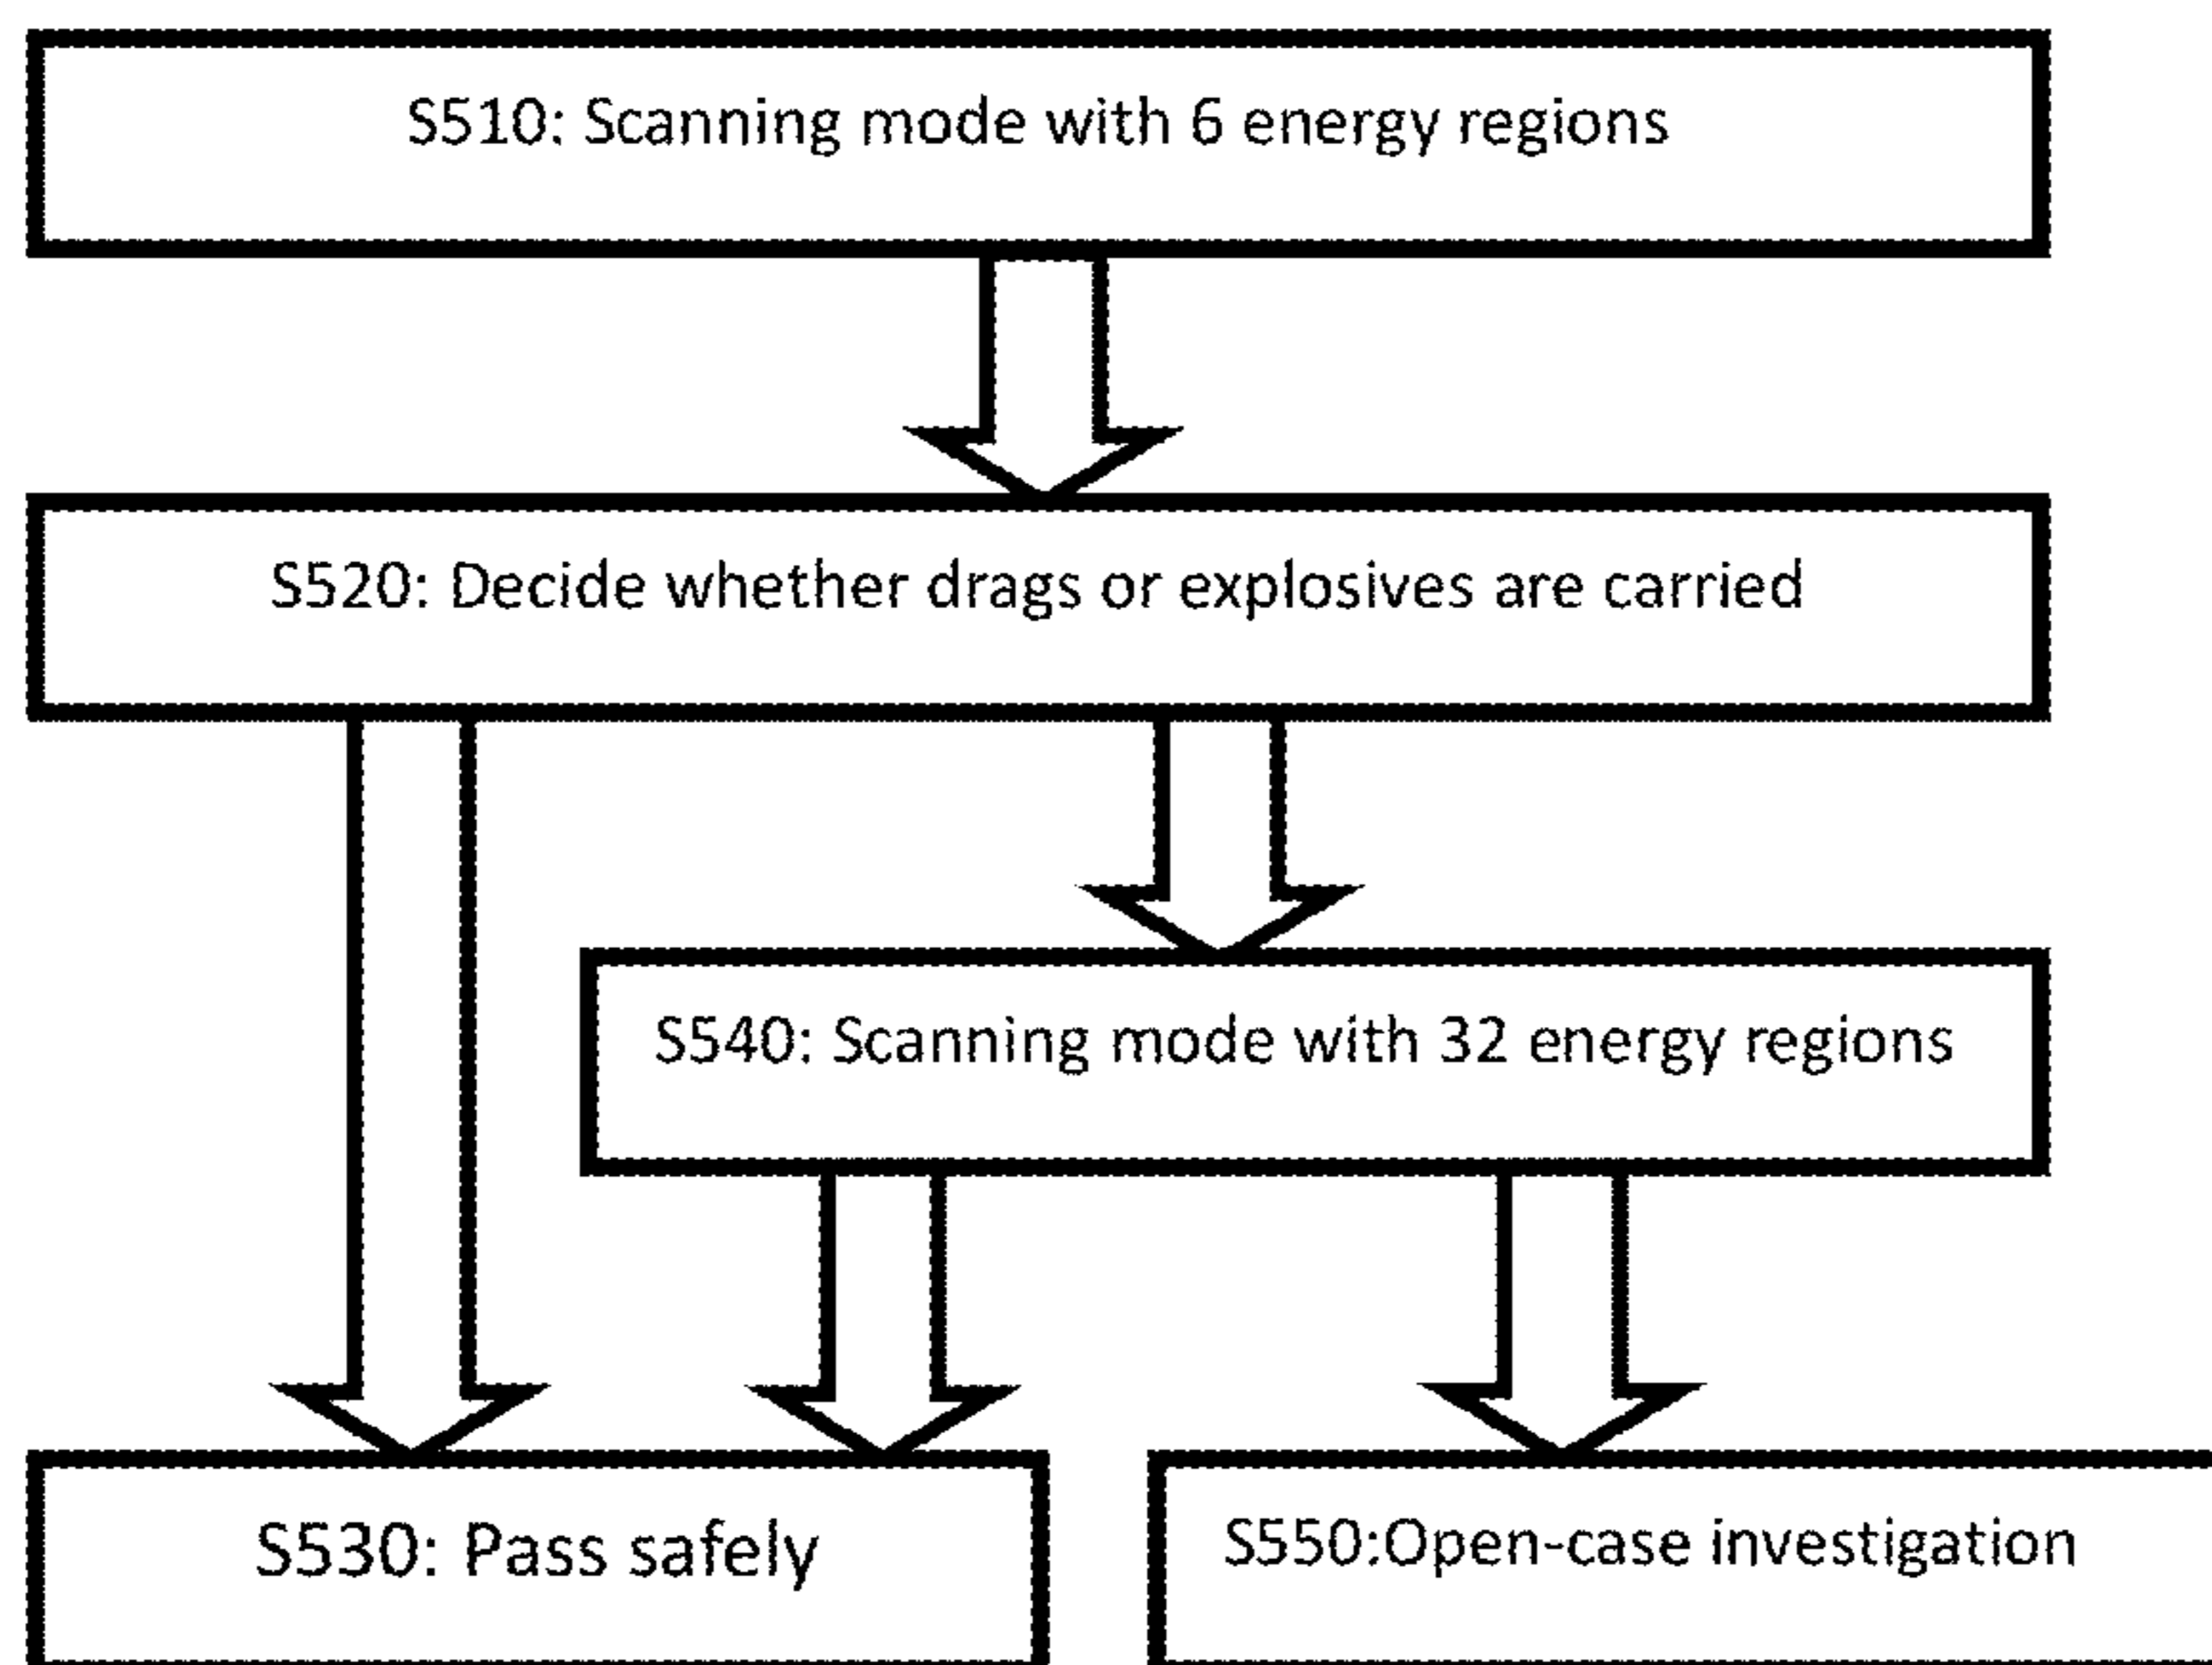 S510: Scanning mode with 6 energy regions
S520: Decide whether drags or explosives are carried
S540: Scanning mode with 32 energy regions
S530: Pass safely
S550:Open-case investigation